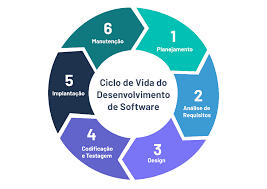 Ciclo de Vida do
Desenvolvimento
de Software
1
Planejamento
2
Análise de
Requisitos
3
Design
4
Codificação
e Testagem
5
Implantação
6
Manutenção